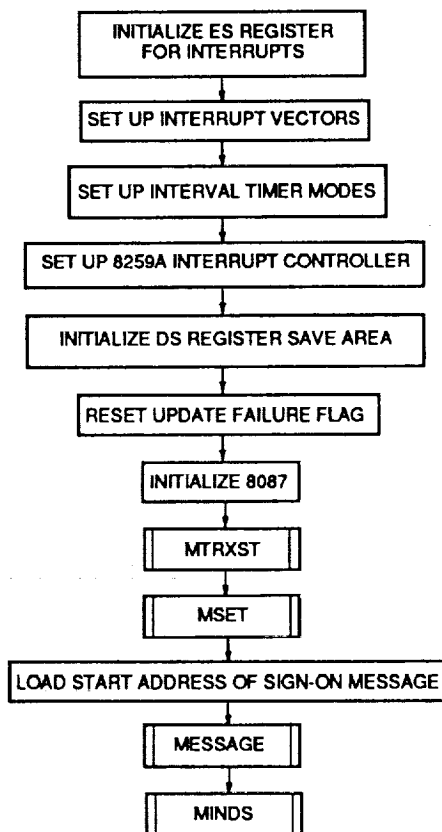 INITIALIZE ES REGISTER
FOR INTERRUPTS
SET UP INTERRUPT VECTORS
SET UP INTERVAL TIMER MODES
SET UP 8259A INTERRUPT CONTROLLER
INITIALIZE DS REGISTER SAVE AREA
RESET UPDATE FAILURE FLAG
INITIALIZE 8087
MTRXST
MSET
LOAD START ADDRESS OF SIGN-ON MESSAGE
MESSAGE
MINDS